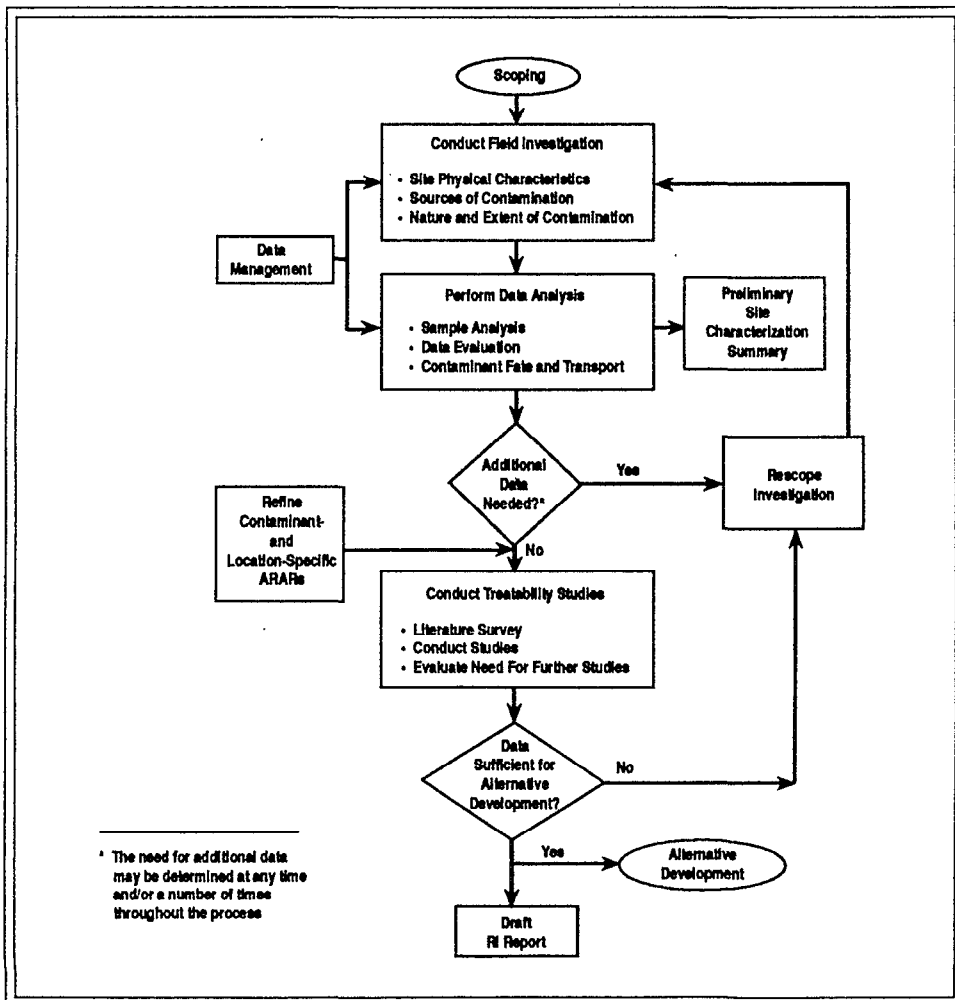 Scoping
Conduct Field Investigation
• Site Physical Characteristics
• Sources of Contamination
• Nature and Extent of Contamination
Data
Management
Perform Data Analysis
• Sample Analysis
• Data Evaluation
• Contaminant Fate and Transport
Preliminary
Site
Characterization
Summary
Additional
Data
Needed?*
Yes
Rescope
Investigation
Refine
Contaminant-
and
Location-Specific
ARARs
No
Conduct Treatability Studies
• Literature Survey
• Conduct Studies
• Evaluate Need For Further Studies
Data
Sufficient for
Alternative
Development?
No
Yes
Alternative
Development
Draft
RI Report
* The need for additional data
may be determined at any time
and/or a number of times
throughout the process